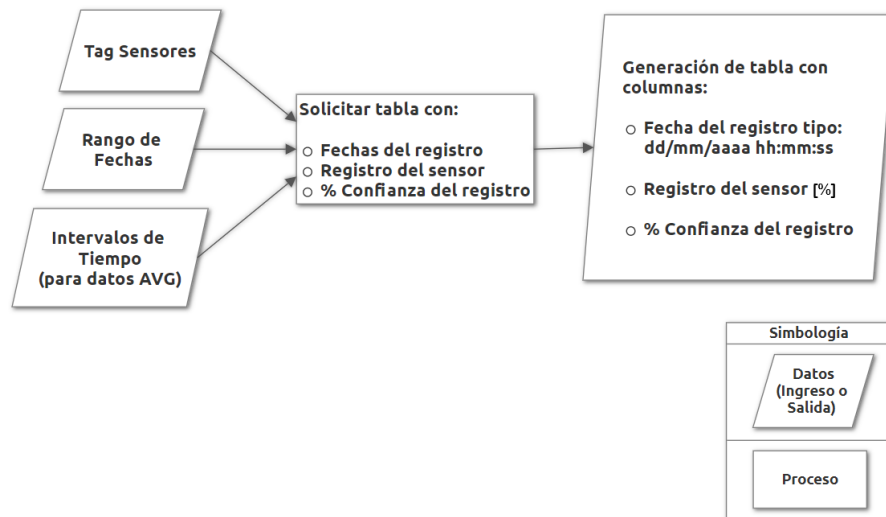 Tag Sensores
Rango de
Fechas
Intervalos de
Tiempo
(para datos AVG)
Solicitar tabla con:
○ Fechas del registro
○ Registro del sensor
○ % Confianza del registro
Generación de tabla con
columnas:
○ Fecha del registro tipo:
dd/mm/aaaa hh:mm:ss
○ Registro del sensor [%]
○ % Confianza del registro
Simbología
Datos
(Ingreso o
Salida)
Proceso